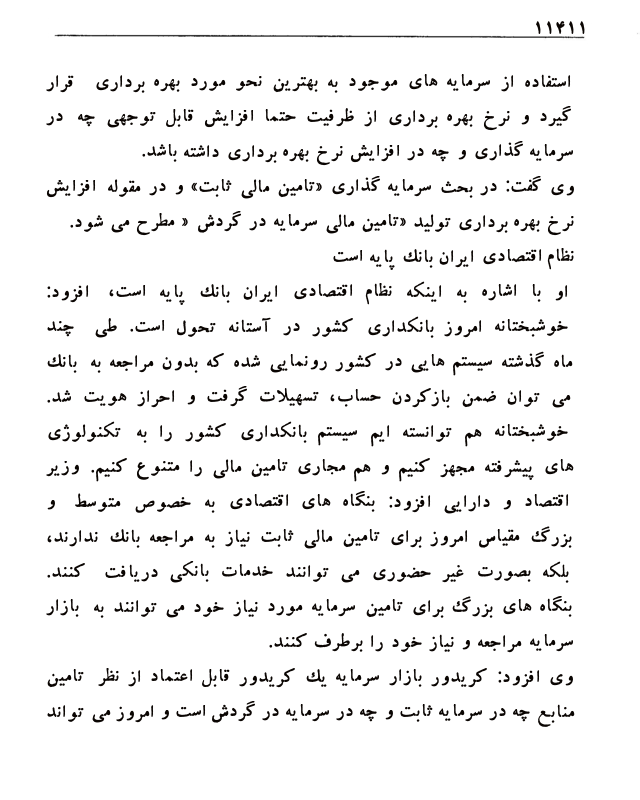 ۱۱۴۱۱
استفاده از سرمایه های موجود به بهترین نحو مورد بهره برداری قرار
گیرد و نرخ بهره برداری از ظرفیت حتما افزایش قابل توجهی چه در
سرمایه گذاری و چه در افزایش نرخ بهره برداری داشته باشد.
وی گفت: در بحث سرمایه گذاری «تامین مالی ثابت» و در مقوله افزایش
نرخ بهره برداری تولید «تامین مالی سرمایه در گردش « مطرح می شود.
نظام اقتصادی ایران بانك پایه است
او با اشاره به اینکه نظام اقتصادی ایران بانك پایه است، افزود:
خوشبختانه امروز بانکداری کشور در آستانه تحول است. طی چند
ماه گذشته سیستم هایی در کشور رونمایی شده که بدون مراجعه به بانك
می توان ضمن بازکردن حساب، تسهیلات گرفت و احراز هویت شد.
خوشبختانه هم توانسته ایم سیستم بانکداری کشور را به تکنولوژی
های پیشرفته مجهز کنیم و هم مجاری تامین مالی را متنوع کنیم. وزیر
اقتصاد و دارایی افزود: بنگاه های اقتصادی به خصوص متوسط و
بزرگ مقیاس امروز برای تامین مالی ثابت نیاز به مراجعه بانك ندارند،
بلکه بصورت غیر حضوری می توانند خدمات بانکی دریافت کنند.
بنگاه های بزرگ برای تامین سرمایه مورد نیاز خود می توانند به بازار
سرمایه مراجعه و نیاز خود را برطرف کنند.
وی افزود: کریدور بازار سرمایه یك کریدور قابل اعتماد از نظر تامین
منابع چه در سرمایه ثابت و چه در سرمایه در گردش است و امروز می تواند